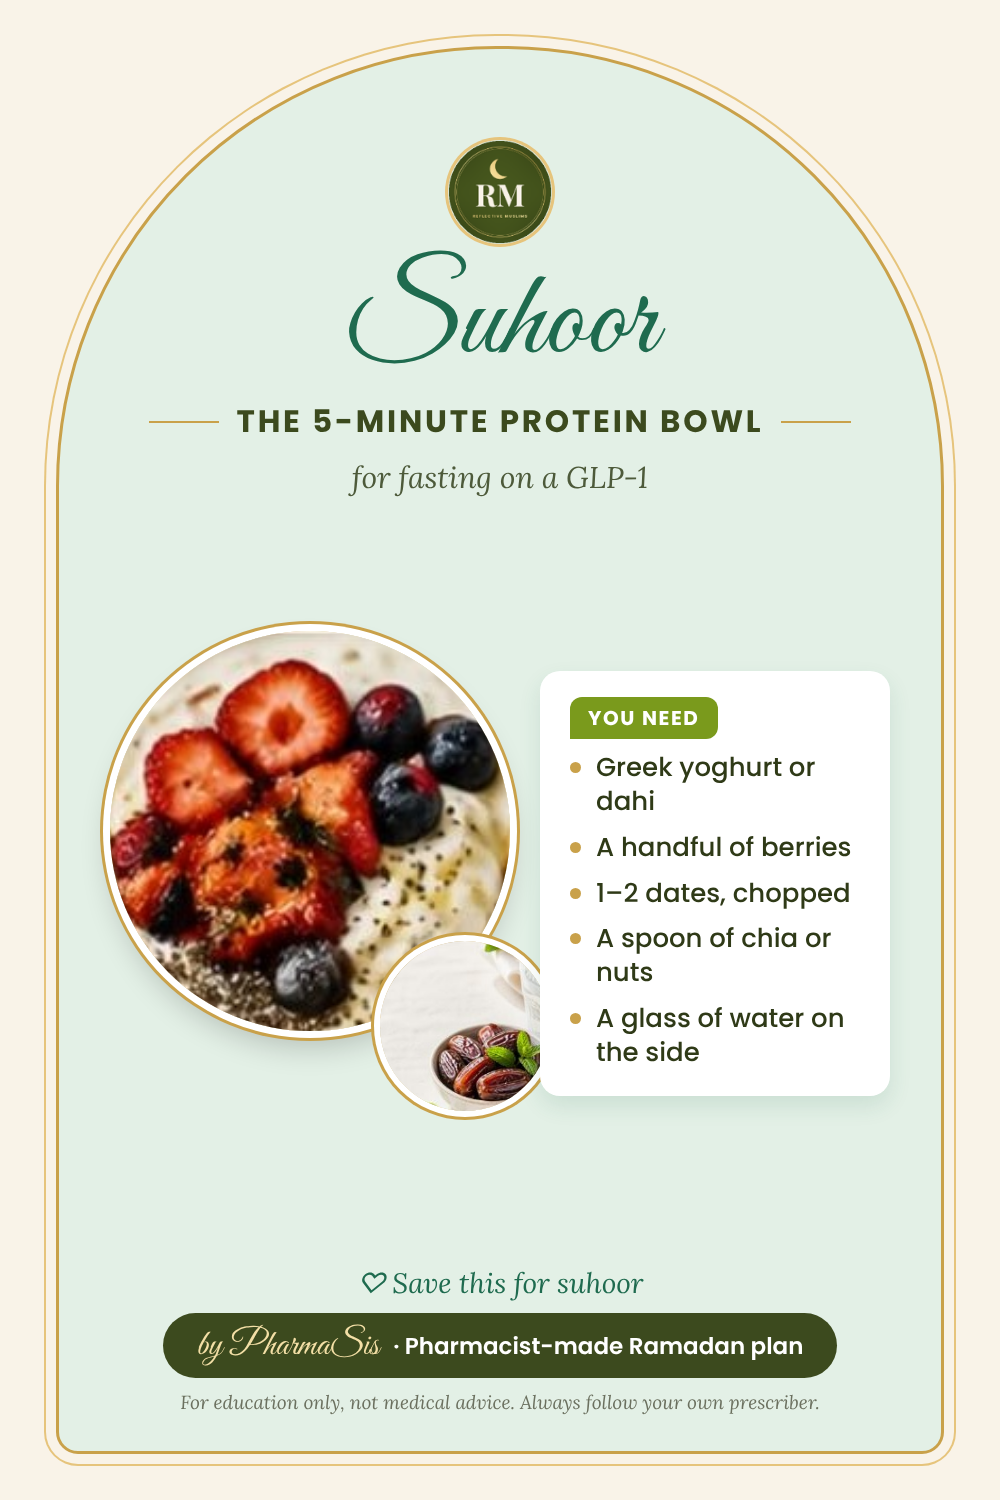 RM
REFLECTIVE MUSLIMS
Suhoor
THE 5-MINUTE PROTEIN BOWL
for fasting on a GLP-1
YOU NEED
Greek yoghurt or
dahi
A handful of berries
1–2 dates, chopped
A spoon of chia or
nuts
A glass of water on
the side
♡ Save this for suhoor
by PharmaSis · Pharmacist-made Ramadan plan
For education only, not medical advice. Always follow your own prescriber.